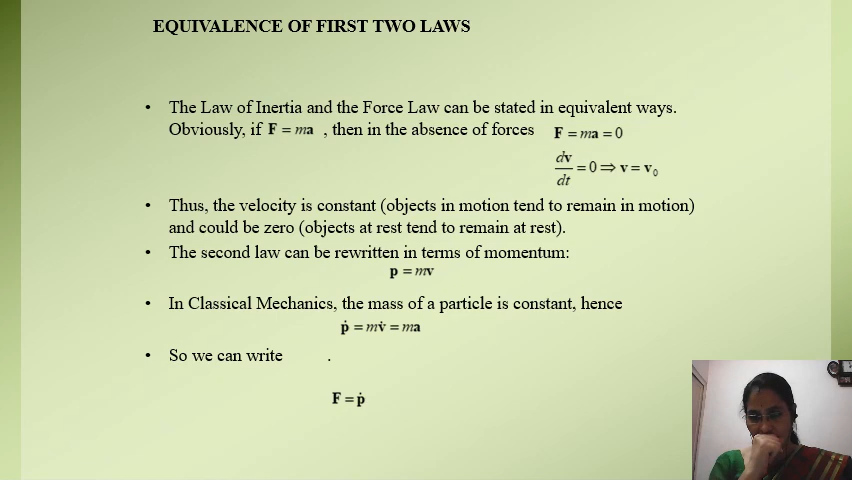 EQUIVALENCE OF FIRST TWO LAWS
• The Law of Inertia and the Force Law can be stated in equivalent ways.
Obviously, if F = ma , then in the absence of forces F = ma = 0
dv/dt = 0 ⇒ v = v₀
• Thus, the velocity is constant (objects in motion tend to remain in motion)
and could be zero (objects at rest tend to remain at rest).
• The second law can be rewritten in terms of momentum:
p = mv
• In Classical Mechanics, the mass of a particle is constant, hence
ṗ = mv̇ = ma
• So we can write .
F = ṗ